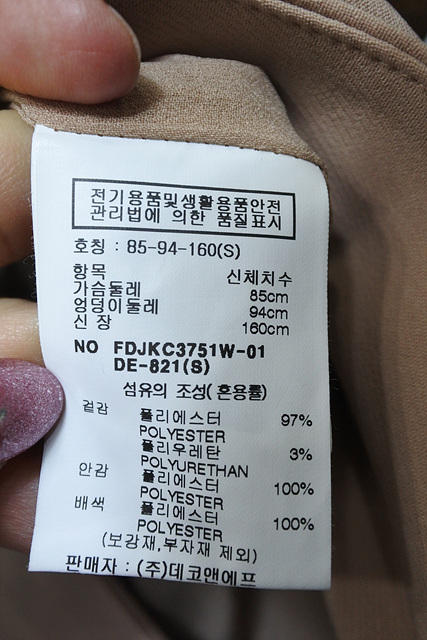 전기용품및생활용품안전
관리법에 의한 품질표시
호칭 : 85-94-160(S)
항목 신체치수
가슴둘레 85cm
엉덩이둘레 94cm
신 장 160cm
NO FDJKC3751W-01
DE-821(S)
섬유의 조성(혼용률)
겉감 폴리에스터 97%
POLYESTER
폴리우레탄 3%
POLYURETHAN
안감 폴리에스터 100%
POLYESTER
배색 폴리에스터 100%
POLYESTER
(보강재,부자재 제외)
판매자 : (주)데코앤에프